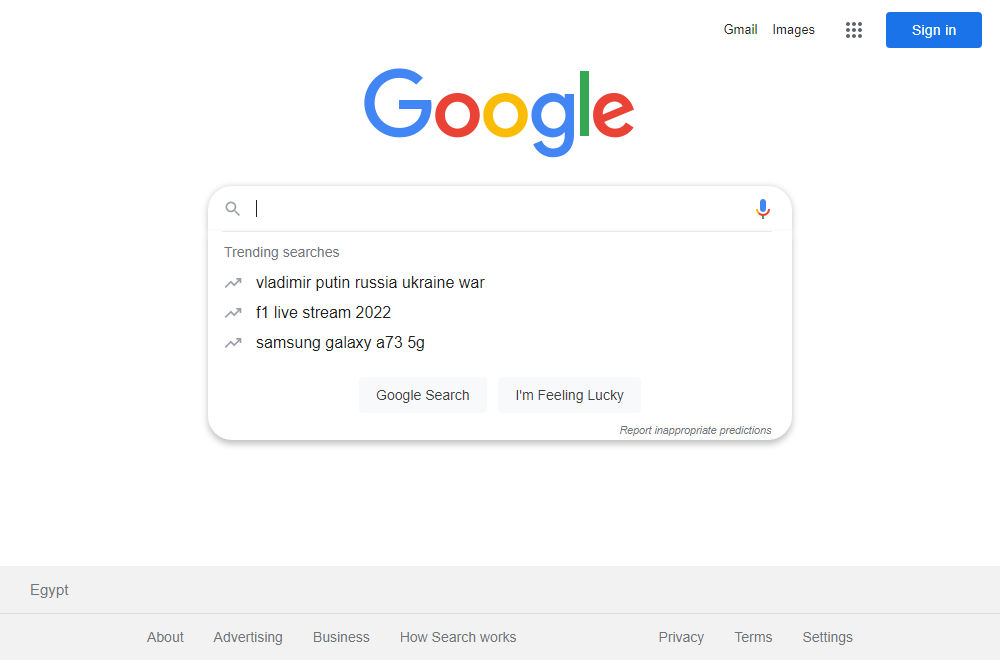 Gmail Images Sign in
Google
Trending searches
vladimir putin russia ukraine war
f1 live stream 2022
samsung galaxy a73 5g
Google Search I'm Feeling Lucky
Report inappropriate predictions
Egypt
About Advertising Business How Search works Privacy Terms Settings